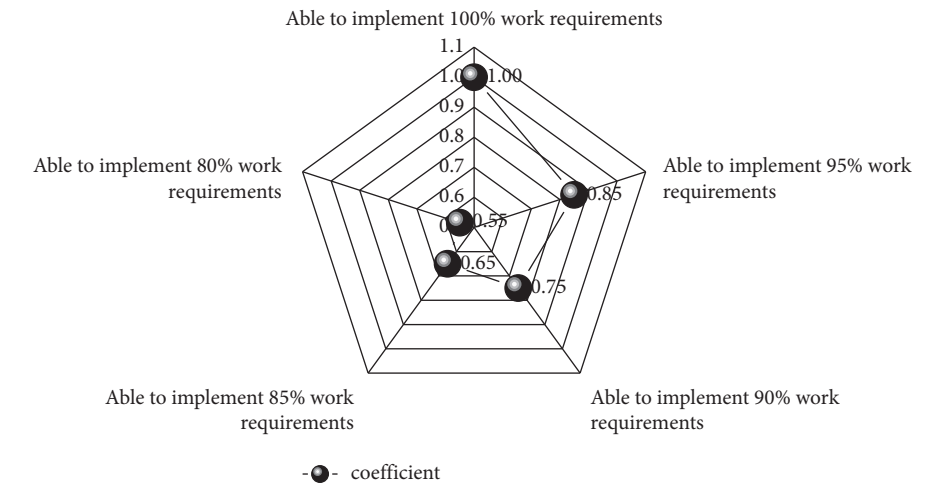 Able to implement 100% work requirements
1.1
1.0 1.00
0.9
0.8
Able to implement 80% work
requirements
0.7
Able to implement 95% work
requirements
0.6
0.85
0.55
0.65
0.75
Able to implement 85% work
requirements
Able to implement 90% work
requirements
coefficient